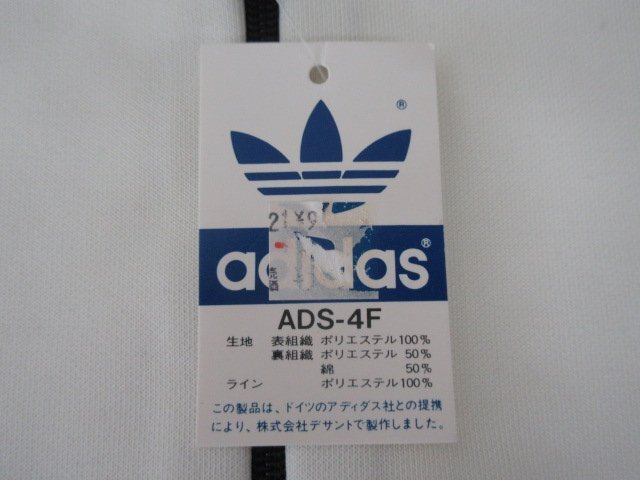 ®
21 ¥9
adidas®
ADS-4F
生地 表組織 ポリエステル100%
裏組織 ポリエステル 50%
綿 50%
ライン ポリエステル100%
この製品は、ドイツのアディダス社との提携
により、株式会社デサントで製作しました。